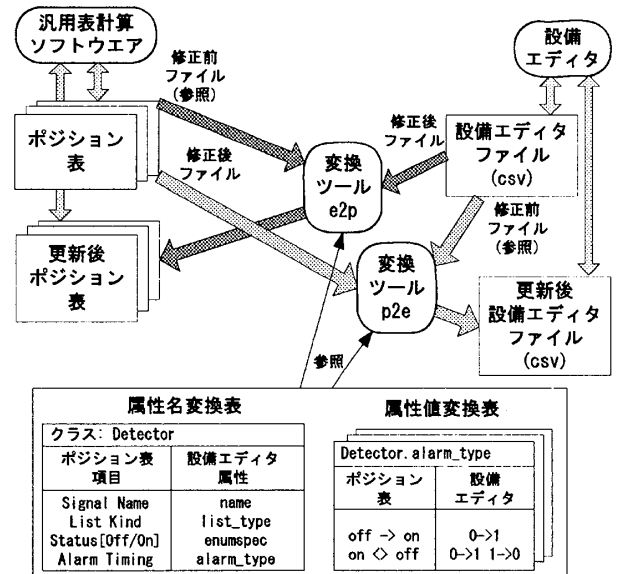 汎用表計算
ソフトウエア
修正前
ファイル
(参照)
設備
エディタ
ポジション
表
修正後
ファイル
変換
ツール
e2p
修正後
ファイル
設備エディタ
ファイル
(csv)
修正前
ファイル
(参照)
更新後
ポジション
表
変換
ツール
p2e
更新後
設備エディタ
ファイル
(csv)
参照
属性名変換表
クラス: Detector
ポジション表
項目
設備エディタ
属性
Signal Name
name
List Kind
list_type
Status[Off/On]
enumspec
Alarm Timing
alarm_type
属性値変換表
Detector.alarm_type
ポジション
表
設備
エディタ
off -> on
0->1
on <> off
0->1 1->0